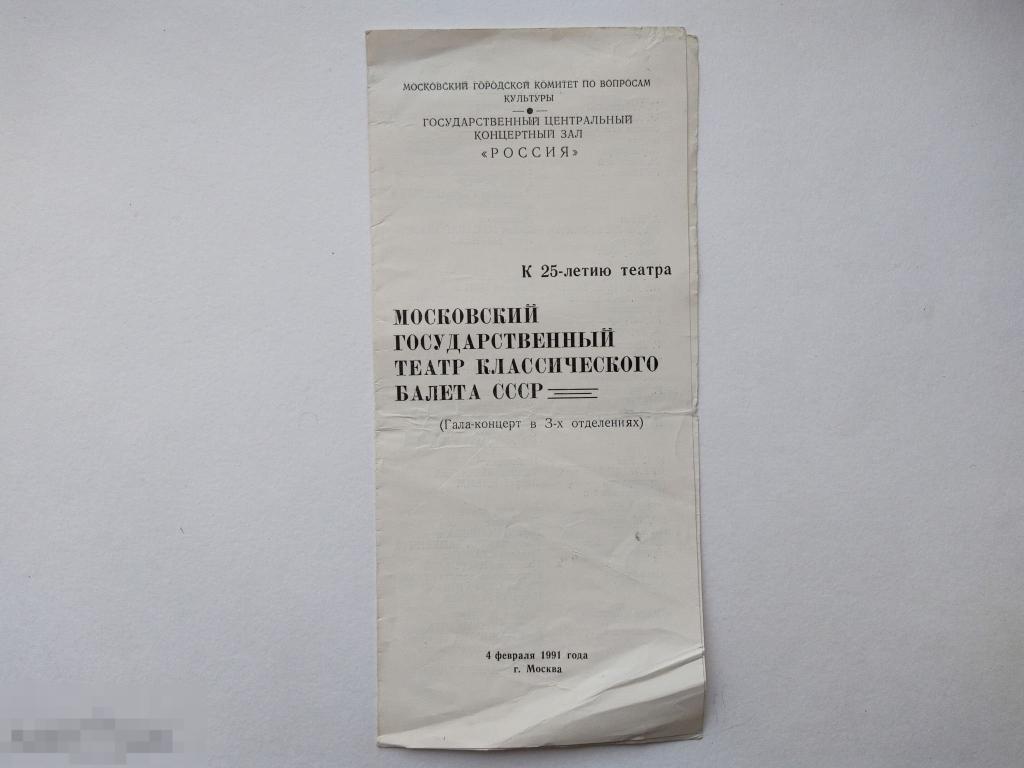 МОСКОВСКИЙ ГОРОДСКОЙ КОМИТЕТ ПО ВОПРОСАМ
КУЛЬТУРЫ
ГОСУДАРСТВЕННЫЙ ЦЕНТРАЛЬНЫЙ
КОНЦЕРТНЫЙ ЗАЛ
«РОССИЯ»
К 25-летию театра
МОСКОВСКИЙ
ГОСУДАРСТВЕННЫЙ
ТЕАТР КЛАССИЧЕСКОГО
БАЛЕТА СССР
(Гала-концерт в 3-х отделениях)
4 февраля 1991 года
г. Москва